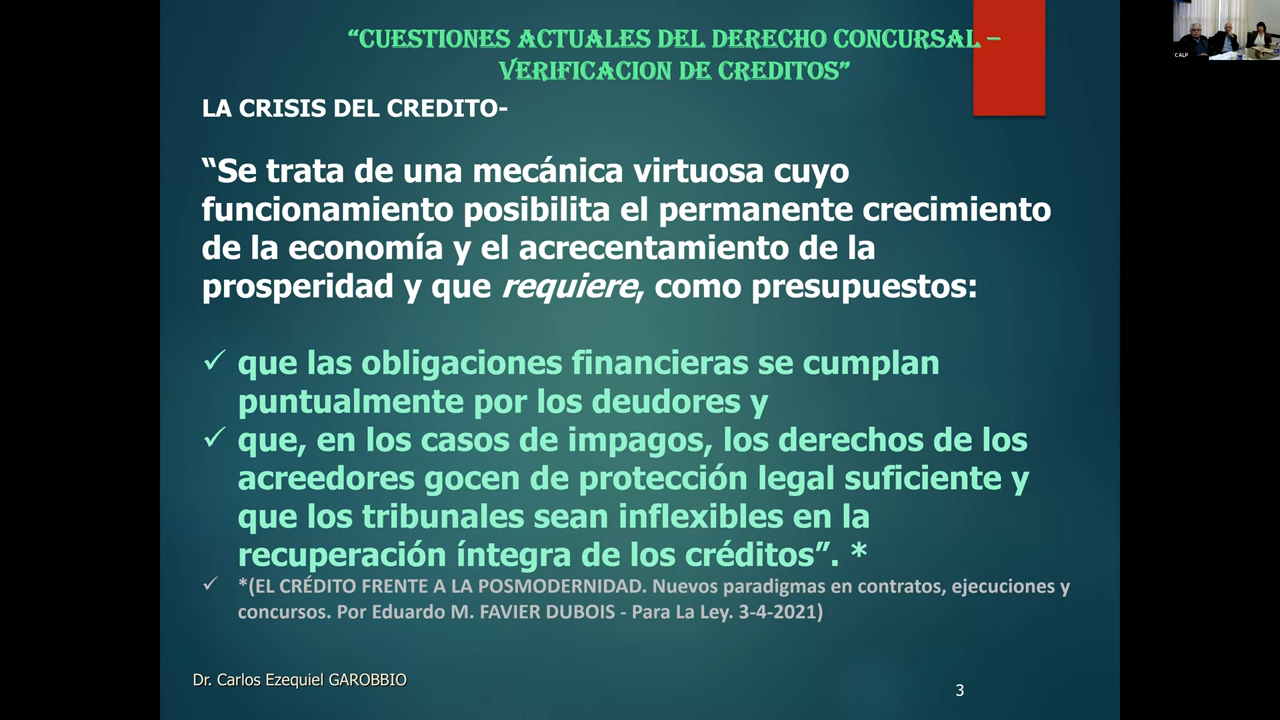 “CUESTIONES ACTUALES DEL DERECHO CONCURSAL –
VERIFICACION DE CREDITOS”
LA CRISIS DEL CREDITO-
“Se trata de una mecánica virtuosa cuyo
funcionamiento posibilita el permanente crecimiento
de la economía y el acrecentamiento de la
prosperidad y que requiere, como presupuestos:
✓ que las obligaciones financieras se cumplan
puntualmente por los deudores y
✓ que, en los casos de impagos, los derechos de los
acreedores gocen de protección legal suficiente y
que los tribunales sean inflexibles en la
recuperación íntegra de los créditos”. *
✓ *(EL CRÉDITO FRENTE A LA POSMODERNIDAD. Nuevos paradigmas en contratos, ejecuciones y
concursos. Por Eduardo M. FAVIER DUBOIS - Para La Ley. 3-4-2021)
Dr. Carlos Ezequiel GAROBBIO
3
CALP